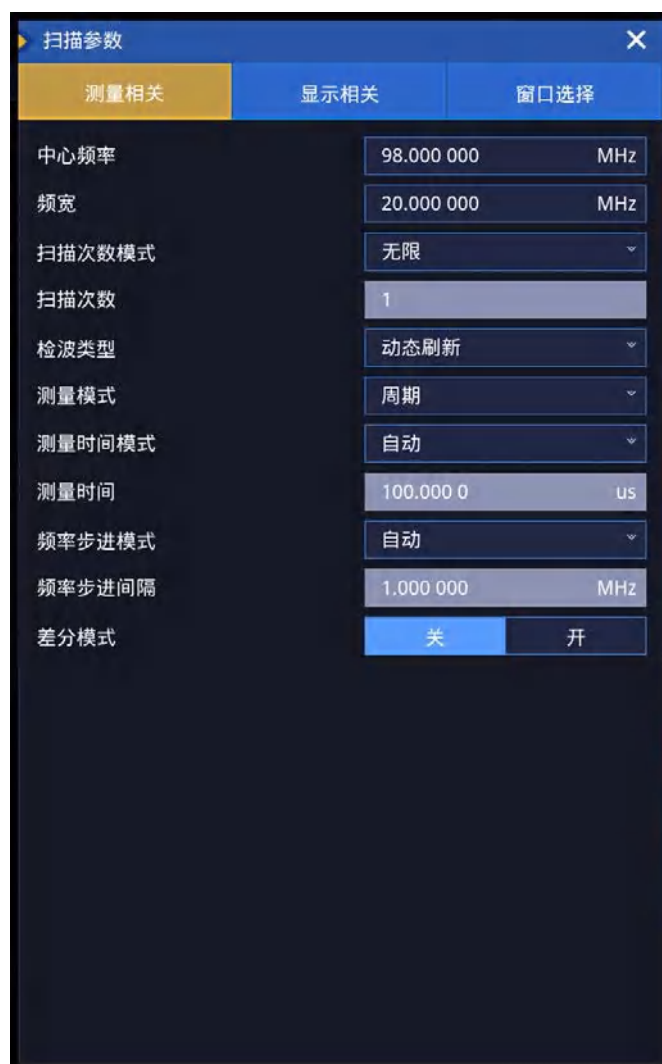 扫描参数
测量相关 显示相关 窗口选择
中心频率 98.000 000 MHz
频宽 20.000 000 MHz
扫描次数模式 无限
扫描次数 1
检波类型 动态刷新
测量模式 周期
测量时间模式 自动
测量时间 100.000 0 us
频率步进模式 自动
频率步进间隔 1.000 000 MHz
差分模式 关 开